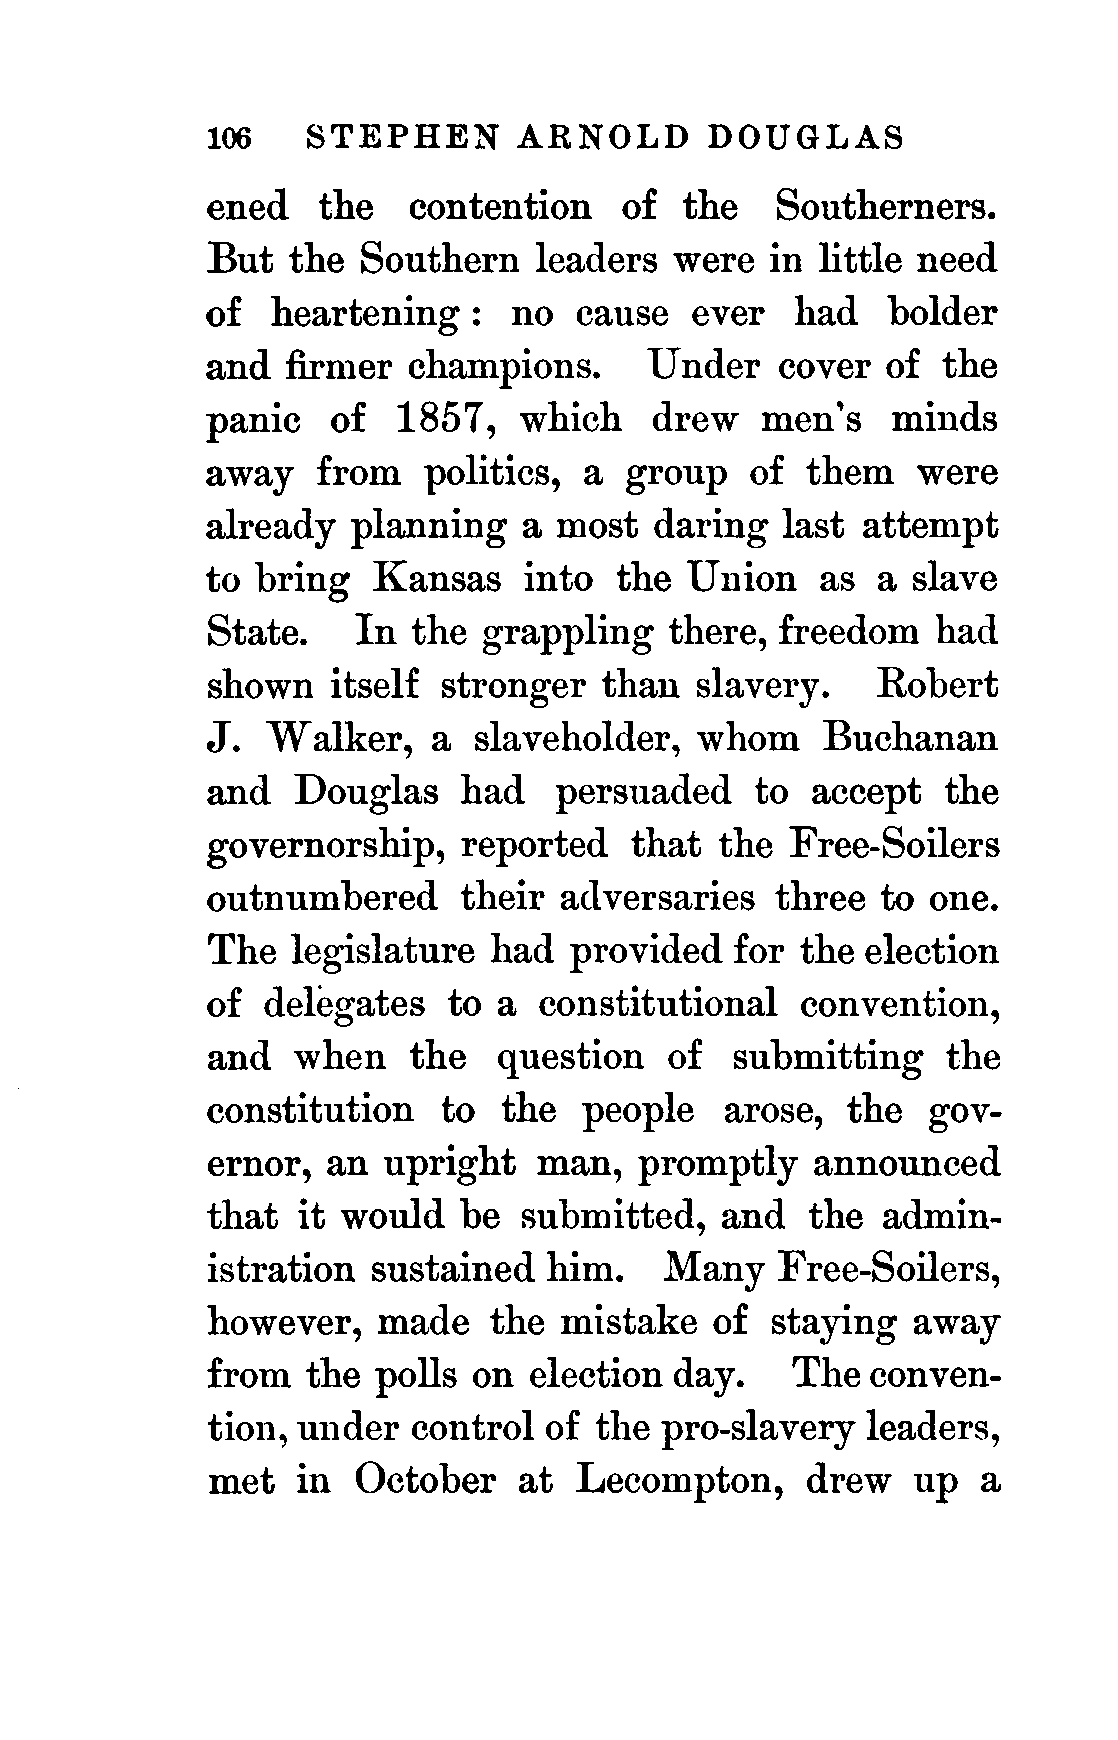 106 STEPHEN ARNOLD DOUGLAS
ened the contention of the Southerners.
But the Southern leaders were in little need
of heartening : no cause ever had bolder
and firmer champions. Under cover of the
panic of 1857, which drew men's minds
away from politics, a group of them were
already planning a most daring last attempt
to bring Kansas into the Union as a slave
State. In the grappling there, freedom had
shown itself stronger than slavery. Robert
J. Walker, a slaveholder, whom Buchanan
and Douglas had persuaded to accept the
governorship, reported that the Free-Soilers
outnumbered their adversaries three to one.
The legislature had provided for the election
of delegates to a constitutional convention,
and when the question of submitting the
constitution to the people arose, the gov-
ernor, an upright man, promptly announced
that it would be submitted, and the admin-
istration sustained him. Many Free-Soilers,
however, made the mistake of staying away
from the polls on election day. The conven-
tion, under control of the pro-slavery leaders,
met in October at Lecompton, drew up a